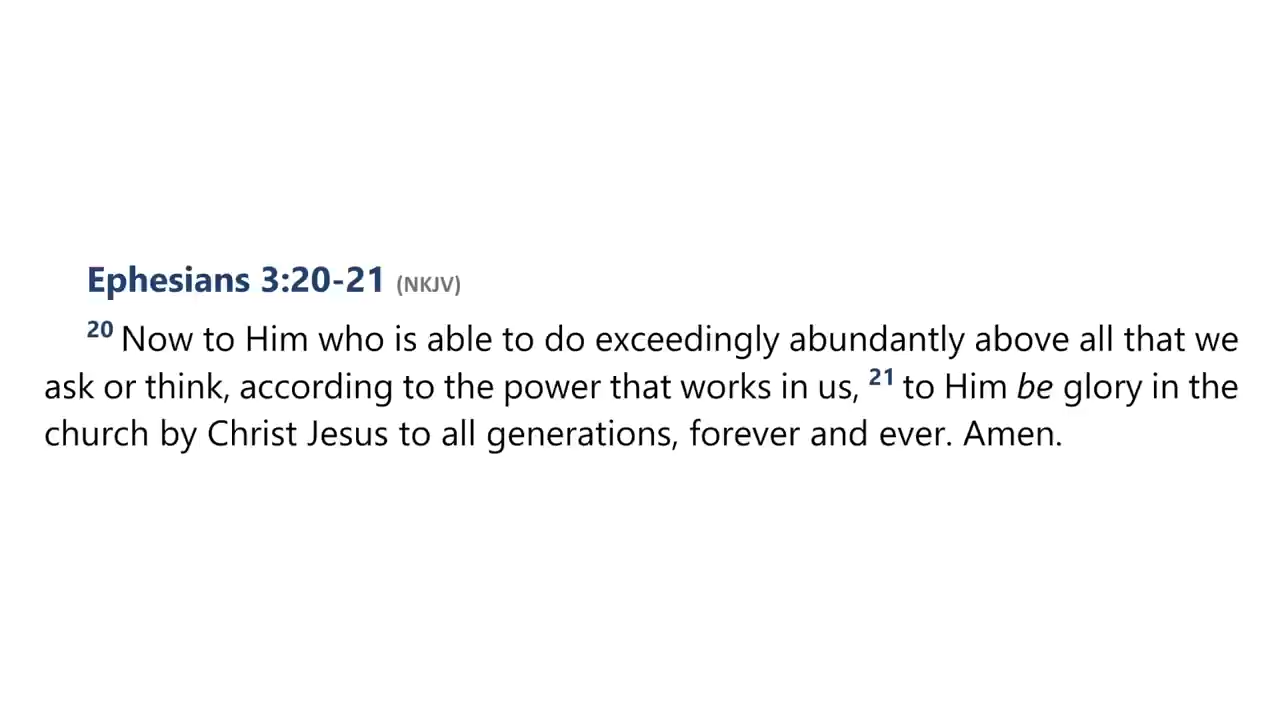 Ephesians 3:20-21 (NKJV)
20 Now to Him who is able to do exceedingly abundantly above all that we
ask or think, according to the power that works in us, 21 to Him be glory in the
church by Christ Jesus to all generations, forever and ever. Amen.